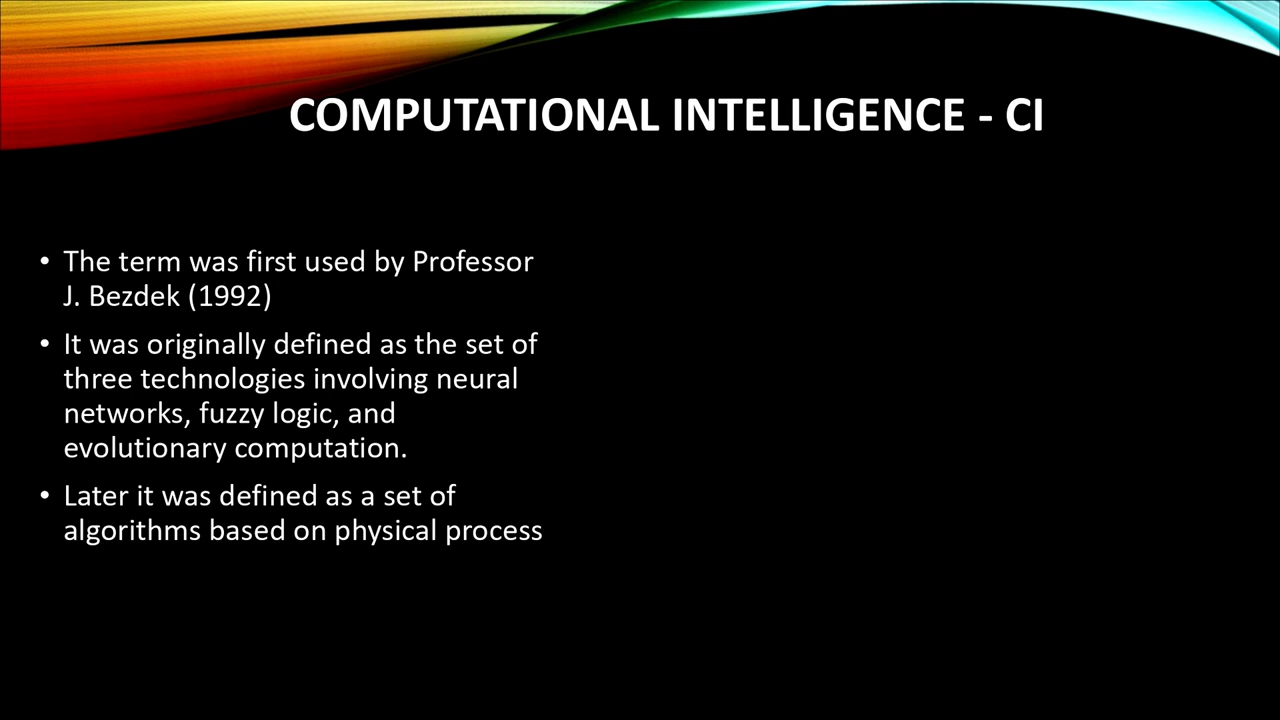 COMPUTATIONAL INTELLIGENCE - CI
• The term was first used by Professor
J. Bezdek (1992)
• It was originally defined as the set of
three technologies involving neural
networks, fuzzy logic, and
evolutionary computation.
• Later it was defined as a set of
algorithms based on physical process